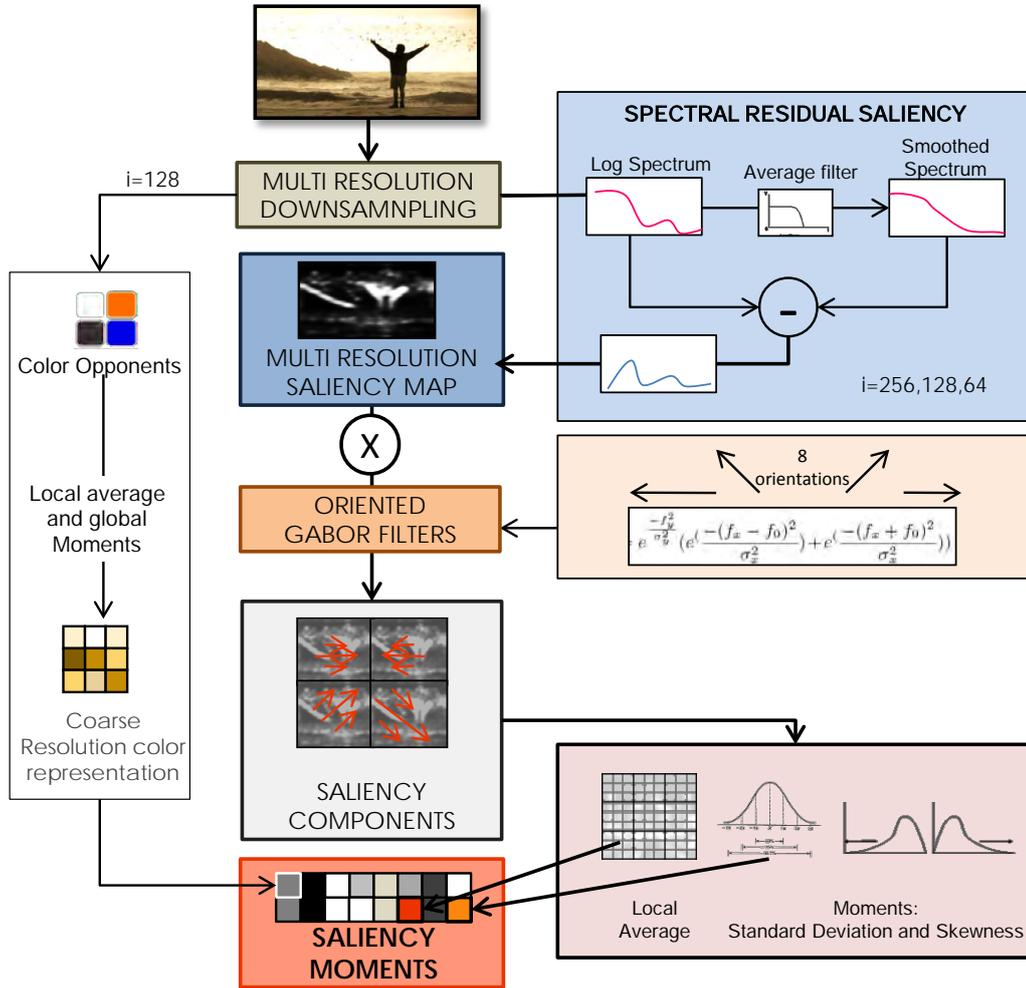 SPECTRAL RESIDUAL SALIENCY
Log Spectrum
Average filter
Smoothed
Spectrum
i=128
MULTI RESOLUTION
DOWNSAMNPLING
-
i=256,128,64
MULTI RESOLUTION
SALIENCY MAP
Color Opponents
X
8
orientations
ORIENTED
GABOR FILTERS
Local average
and global
Moments
Coarse
Resolution color
representation
SALIENCY
COMPONENTS
Local
Average
Moments:
Standard Deviation and Skewness
SALIENCY
MOMENTS